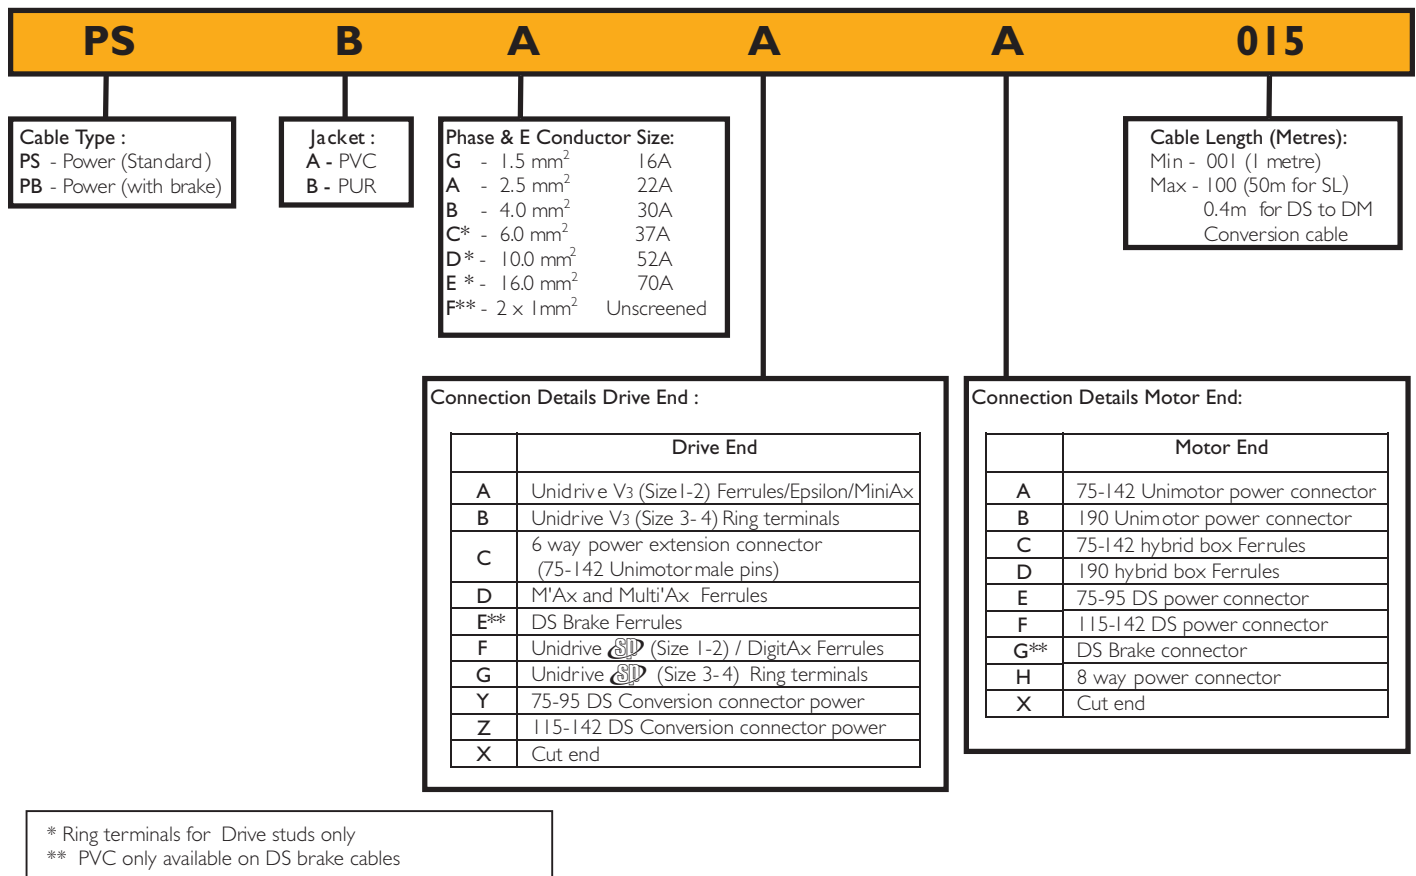 PS B A A A 015
Cable Type :
PS - Power (Standard)
PB - Power (with brake)
Jacket :
A - PVC
B - PUR
Phase & E Conductor Size:
G - 1.5 mm² 16A
A - 2.5 mm² 22A
B - 4.0 mm² 30A
C* - 6.0 mm² 37A
D* - 10.0 mm² 52A
E * - 16.0 mm² 70A
F** - 2 x 1mm² Unscreened
Cable Length (Metres):
Min - 001 (1 metre)
Max - 100 (50m for SL)
0.4m for DS to DM
Conversion cable
Connection Details Drive End :
Drive End
A Unidrive V3 (Size1-2) Ferrules/Epsilon/MiniAx
B Unidrive V3 (Size 3-4) Ring terminals
C 6 way power extension connector
(75-142 Unimotor male pins)
D M'Ax and Multi'Ax Ferrules
E** DS Brake Ferrules
F Unidrive SP (Size 1-2) / DigitAx Ferrules
G Unidrive SP (Size 3-4) Ring terminals
Y 75-95 DS Conversion connector power
Z 115-142 DS Conversion connector power
X Cut end
Connection Details Motor End:
Motor End
A 75-142 Unimotor power connector
B 190 Unimotor power connector
C 75-142 hybrid box Ferrules
D 190 hybrid box Ferrules
E 75-95 DS power connector
F 115-142 DS power connector
G** DS Brake connector
H 8 way power connector
X Cut end
* Ring terminals for Drive studs only
** PVC only available on DS brake cables